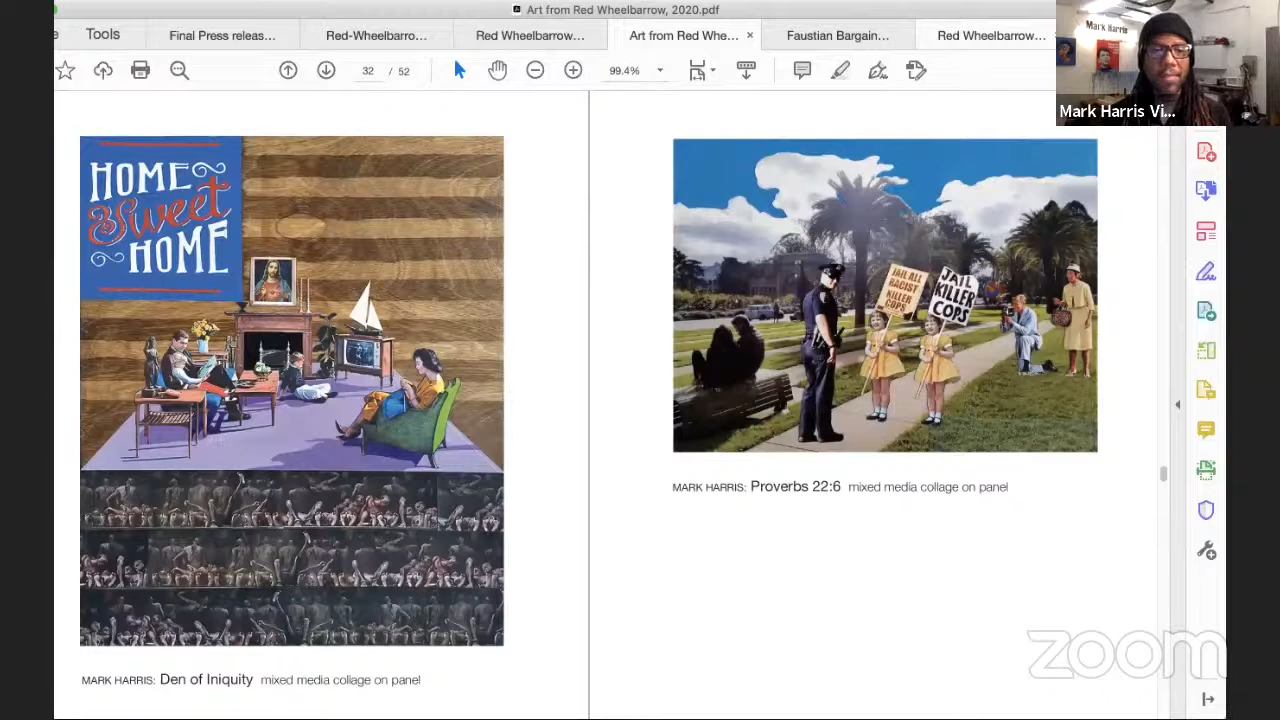 Art from Red Wheelbarrow, 2020.pdf
Tools
Final Press releas...
Red-Wheelbarro...
Red Wheelbarrow...
Art from Red Whe... ×
Faustian Bargain...
Red Wheelbarrow...
32 / 52
99.4%
Mark Harris
Mark Harris Vi...
HOME
Sweet
HOME
JAIL ALL
RACIST
KILLER
COPS
JAIL
KILLER
COPS
MARK HARRIS: Proverbs 22:6 mixed media collage on panel
MARK HARRIS: Den of Iniquity mixed media collage on panel
zoom